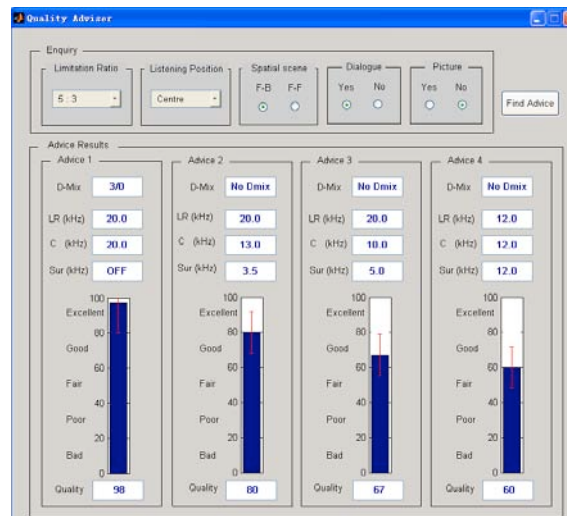 Quality Adviser
Enquiry
Limitation Ratio
5 : 3
Listening Position
Centre
Spatial scene
F-B F-F
Dialogue
Yes No
Picture
Yes No
Find Advice
Advice Results
Advice 1
D-Mix 3/0
LR (kHz) 20.0
C (kHz) 20.0
Sur (kHz) OFF
100
Excellent
80
Good
60
Fair
40
Poor
20
Bad
0
Quality 98
Advice 2
D-Mix No Dmix
LR (kHz) 20.0
C (kHz) 13.0
Sur (kHz) 3.5
100
Excellent
80
Good
60
Fair
40
Poor
20
Bad
0
Quality 80
Advice 3
D-Mix No Dmix
LR (kHz) 20.0
C (kHz) 10.0
Sur (kHz) 5.0
100
Excellent
80
Good
60
Fair
40
Poor
20
Bad
0
Quality 67
Advice 4
D-Mix No Dmix
LR (kHz) 12.0
C (kHz) 12.0
Sur (kHz) 12.0
100
Excellent
80
Good
60
Fair
40
Poor
20
Bad
0
Quality 60